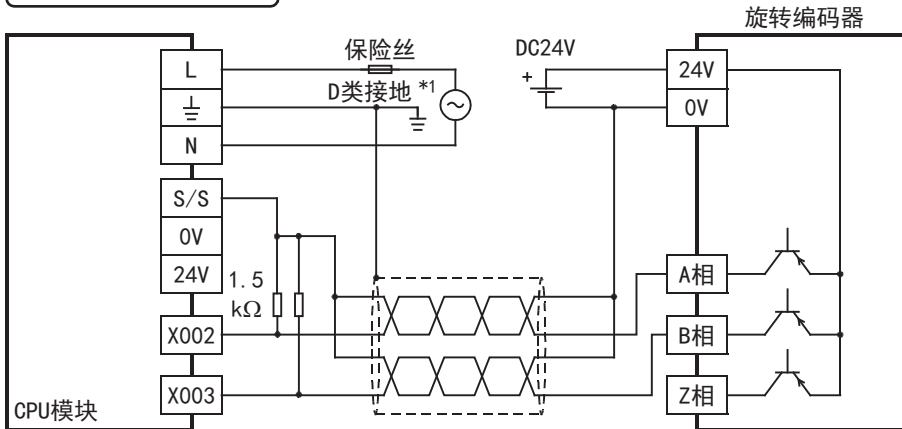 旋转编码器
保险丝
DC24V
L
24V
D类接地 *1
+
0V
N
S/S
0V
24V
1.5
kΩ
A相
X002
B相
X003
Z相
CPU模块